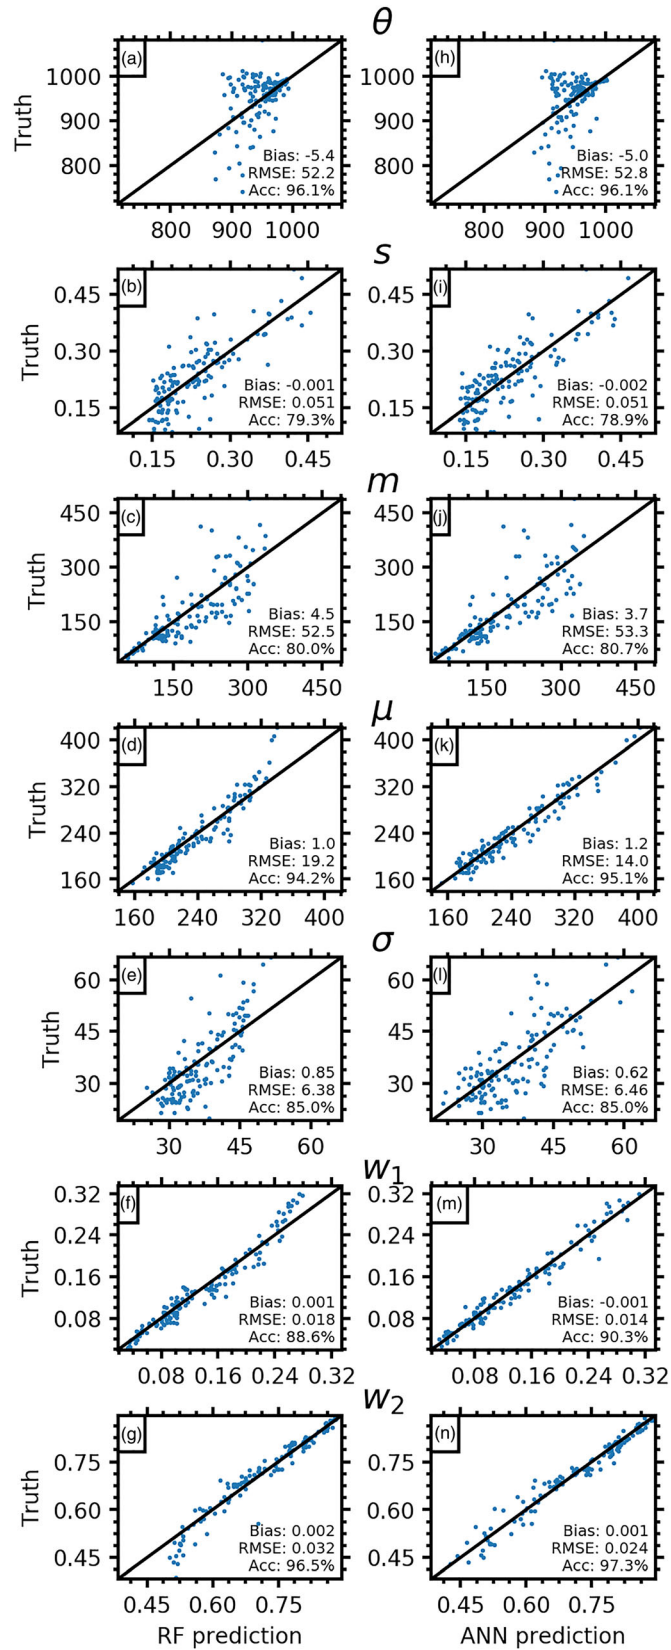 θ
(a)
1000
900
800
Truth
Bias: -5.4
RMSE: 52.2
Acc: 96.1%
800 900 1000
(h)
1000
900
800
Bias: -5.0
RMSE: 52.8
Acc: 96.1%
800 900 1000
s
(b)
0.45
0.30
0.15
Truth
Bias: -0.001
RMSE: 0.051
Acc: 79.3%
0.15 0.30 0.45
(i)
0.45
0.30
0.15
Bias: -0.002
RMSE: 0.051
Acc: 78.9%
0.15 0.30 0.45
m
(c)
450
300
150
Truth
Bias: 4.5
RMSE: 52.5
Acc: 80.0%
150 300 450
(j)
450
300
150
Bias: 3.7
RMSE: 53.3
Acc: 80.7%
150 300 450
μ
(d)
400
320
240
160
Truth
Bias: 1.0
RMSE: 19.2
Acc: 94.2%
160 240 320 400
(k)
400
320
240
160
Bias: 1.2
RMSE: 14.0
Acc: 95.1%
160 240 320 400
σ
(e)
60
45
30
Truth
Bias: 0.85
RMSE: 6.38
Acc: 85.0%
30 45 60
(l)
60
45
30
Bias: 0.62
RMSE: 6.46
Acc: 85.0%
30 45 60
w1
(f)
0.32
0.24
0.16
0.08
Truth
Bias: 0.001
RMSE: 0.018
Acc: 88.6%
0.08 0.16 0.24 0.32
(m)
0.32
0.24
0.16
0.08
Bias: -0.001
RMSE: 0.014
Acc: 90.3%
0.08 0.16 0.24 0.32
w2
(g)
0.75
0.60
0.45
Truth
Bias: 0.002
RMSE: 0.032
Acc: 96.5%
0.45 0.60 0.75
RF prediction
(n)
0.75
0.60
0.45
Bias: 0.001
RMSE: 0.024
Acc: 97.3%
0.45 0.60 0.75
ANN prediction